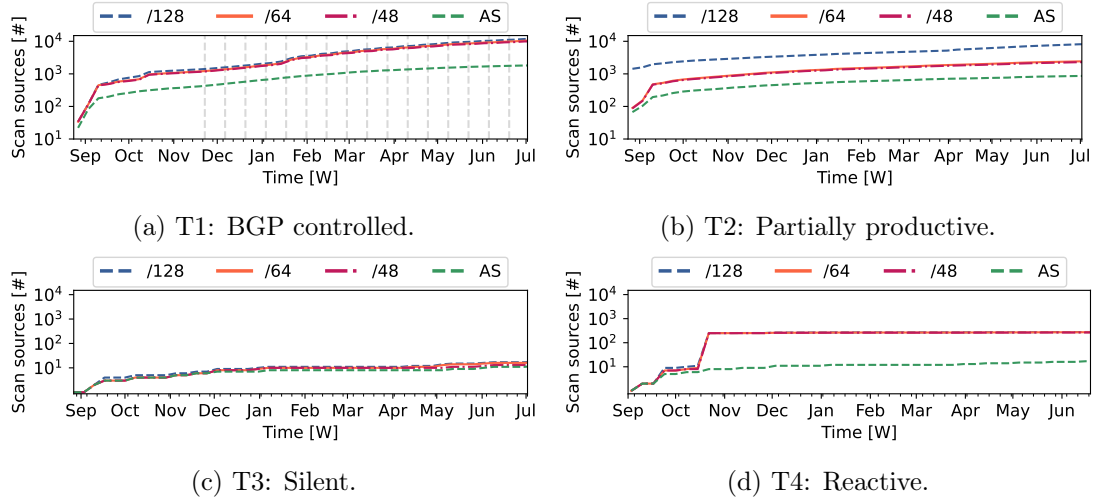 /128 /64 /48 AS
/128 /64 /48 AS
Scan sources [#]
10^4
10^3
10^2
10^1
Sep Oct Nov Dec Jan Feb Mar Apr May Jun Jul
Time [W]
Scan sources [#]
10^4
10^3
10^2
10^1
Sep Oct Nov Dec Jan Feb Mar Apr May Jun Jul
Time [W]
(a) T1: BGP controlled.
(b) T2: Partially productive.
/128 /64 /48 AS
/128 /64 /48 AS
Scan sources [#]
10^4
10^3
10^2
10^1
Sep Oct Nov Dec Jan Feb Mar Apr May Jun Jul
Time [W]
Scan sources [#]
10^4
10^3
10^2
10^1
Sep Oct Nov Dec Jan Feb Mar Apr May Jun
Time [W]
(c) T3: Silent.
(d) T4: Reactive.